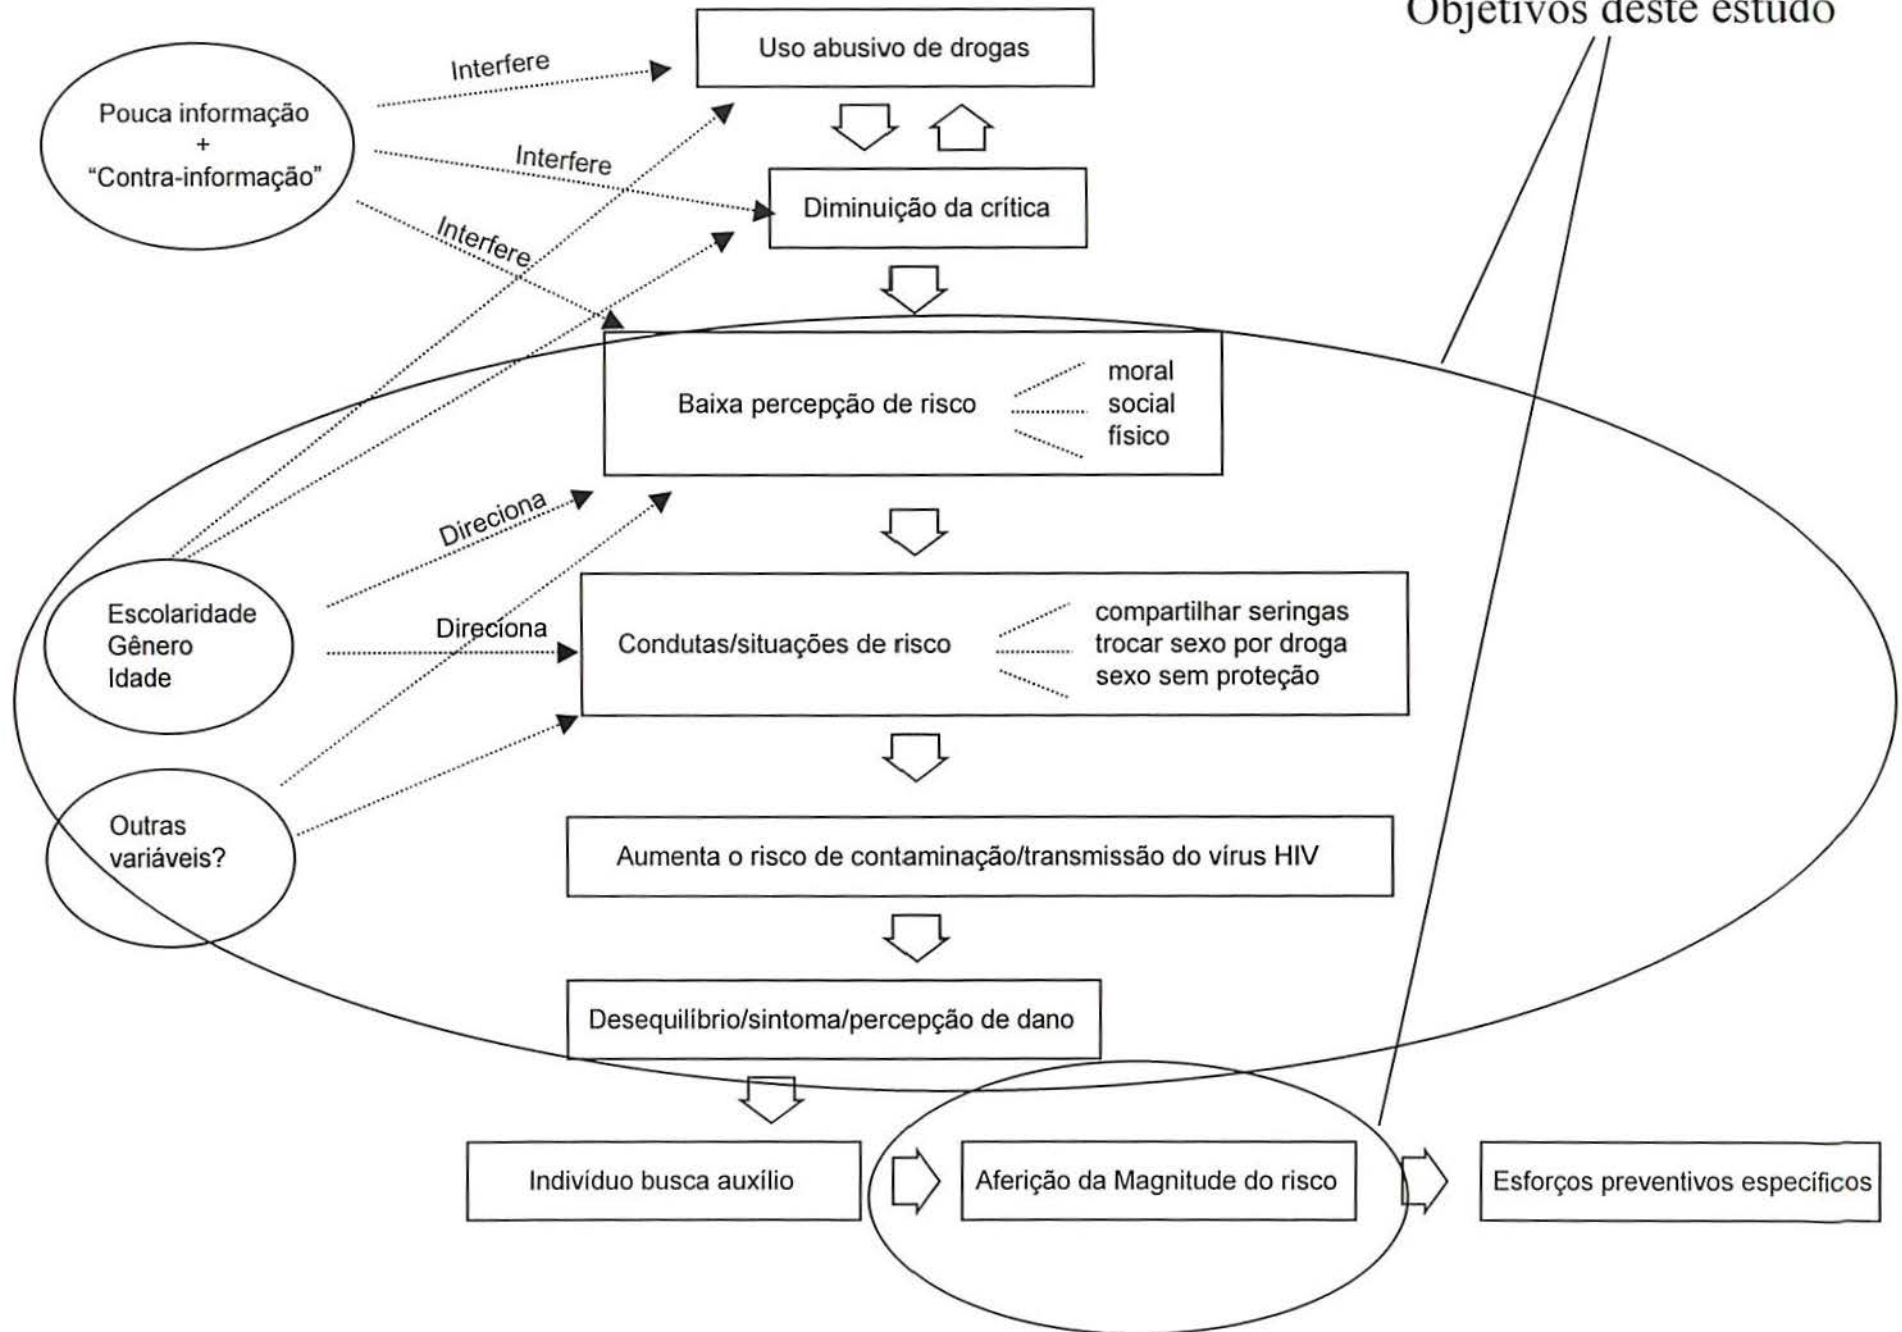 Objetivos deste estudo
Uso abusivo de drogas
Interfere
Pouca informação
+
“Contra-informação”
Interfere
Diminuição da crítica
Interfere
Baixa percepção de risco
moral
social
físico
Direciona
Escolaridade
Gênero
Idade
Direciona
Condutas/situações de risco
compartilhar seringas
trocar sexo por droga
sexo sem proteção
Outras
variáveis?
Aumenta o risco de contaminação/transmissão do vírus HIV
Desequilíbrio/sintoma/percepção de dano
Indivíduo busca auxílio
Aferição da Magnitude do risco
Esforços preventivos específicos